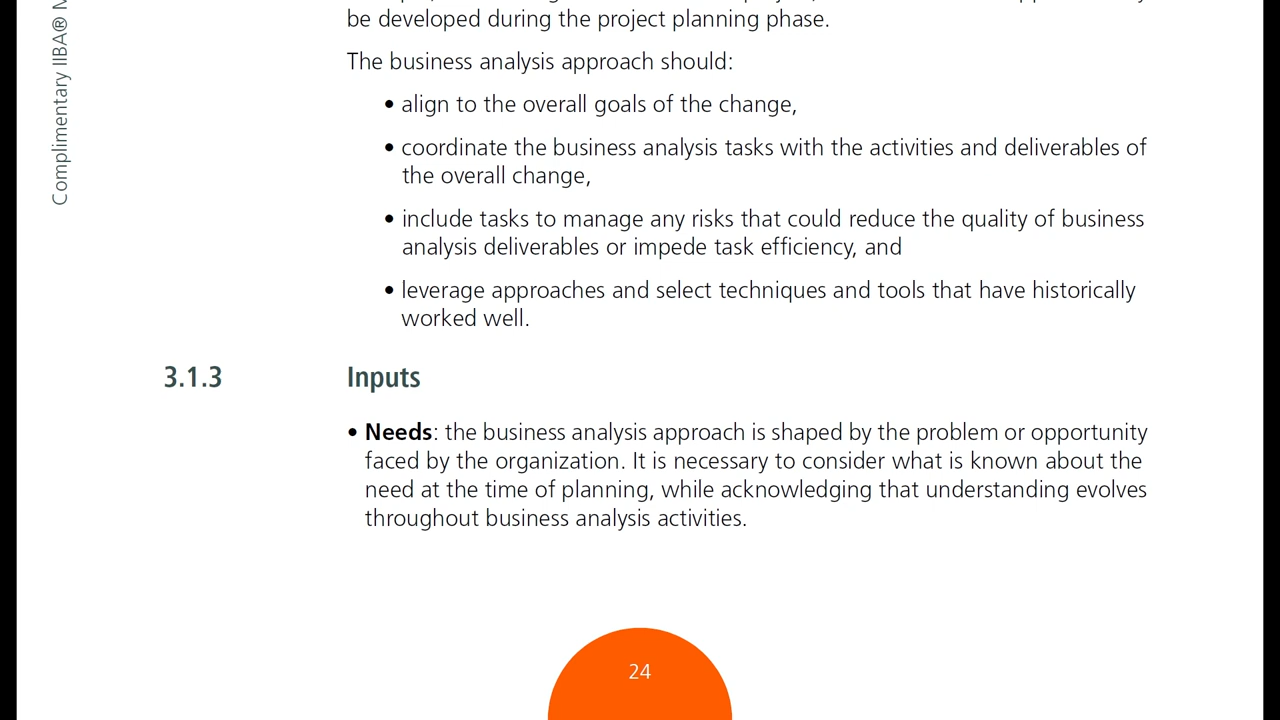 be developed during the project planning phase.
The business analysis approach should:
• align to the overall goals of the change,
• coordinate the business analysis tasks with the activities and deliverables of
the overall change,
• include tasks to manage any risks that could reduce the quality of business
analysis deliverables or impede task efficiency, and
• leverage approaches and select techniques and tools that have historically
worked well.
3.1.3 Inputs
• Needs: the business analysis approach is shaped by the problem or opportunity
faced by the organization. It is necessary to consider what is known about the
need at the time of planning, while acknowledging that understanding evolves
throughout business analysis activities.
24
Complimentary IIBA®